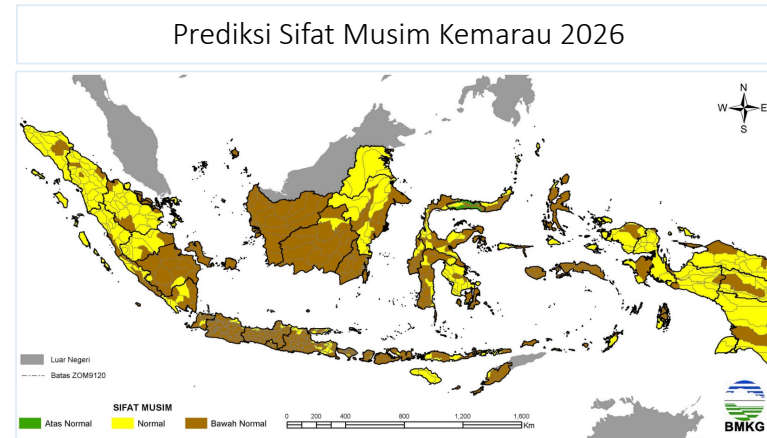 Prediksi Sifat Musim Kemarau 2026
N
W E
S
Luar Negeri
Batas ZOM9120
SIFAT MUSIM
Atas Normal Normal Bawah Normal
0 200 400 800 1,200 1,600
Km
BMKG